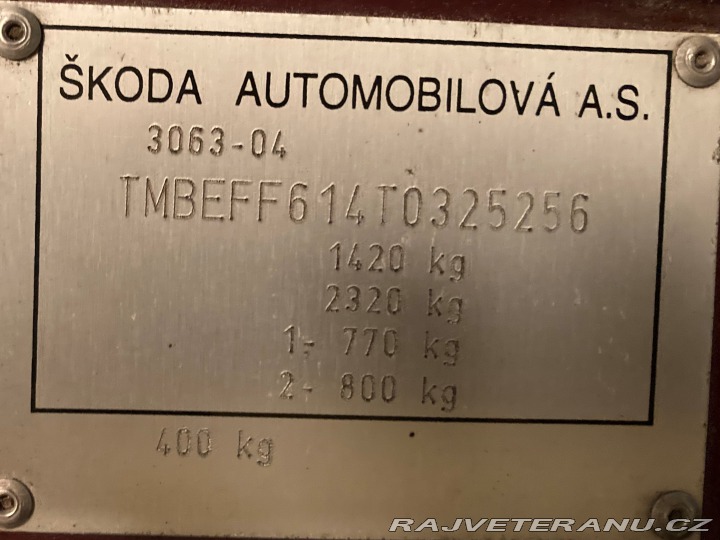 ŠKODA AUTOMOBILOVÁ A.S.
3063-04
TMBEFF614T0325256
1420 kg
2320 kg
1- 770 kg
2- 800 kg
400 kg
RAJVETERANU.CZ